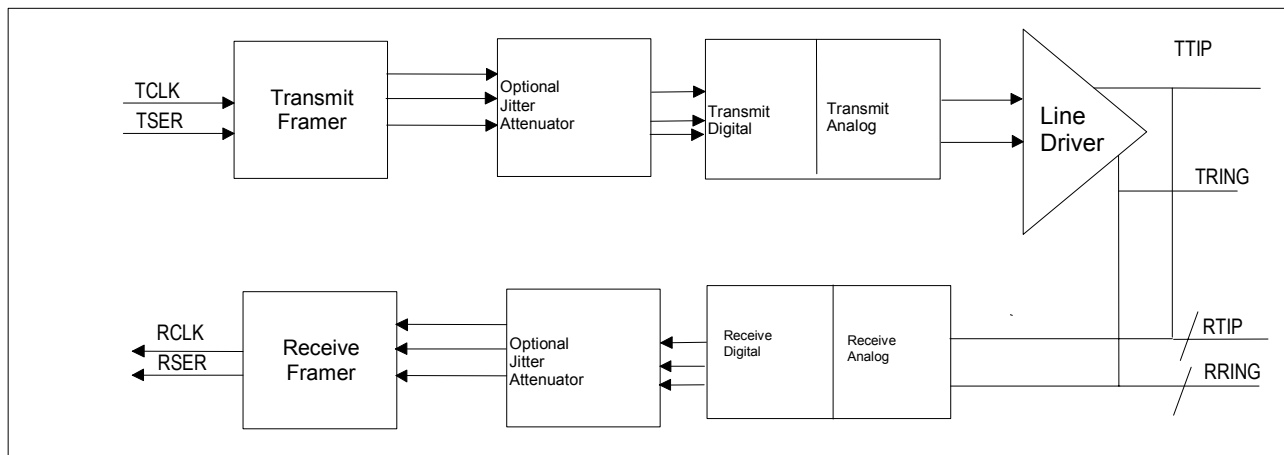 TCLK
TSER
Transmit
Framer
Optional
Jitter
Attenuator
Transmit
Digital
Transmit
Analog
Line
Driver
TTIP
TRING
RCLK
RSER
Receive
Framer
Optional
Jitter
Attenuator
Receive
Digital
Receive
Analog
RTIP
RRING